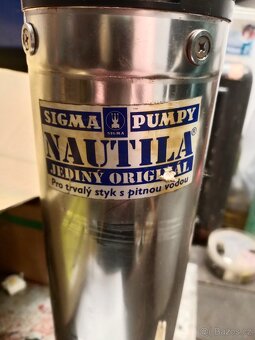 SIGMA PUMPY
SIGMA
NAUTILA®
JEDINÝ ORIGINÁL
Pro trvalý styk s pitnou vodou